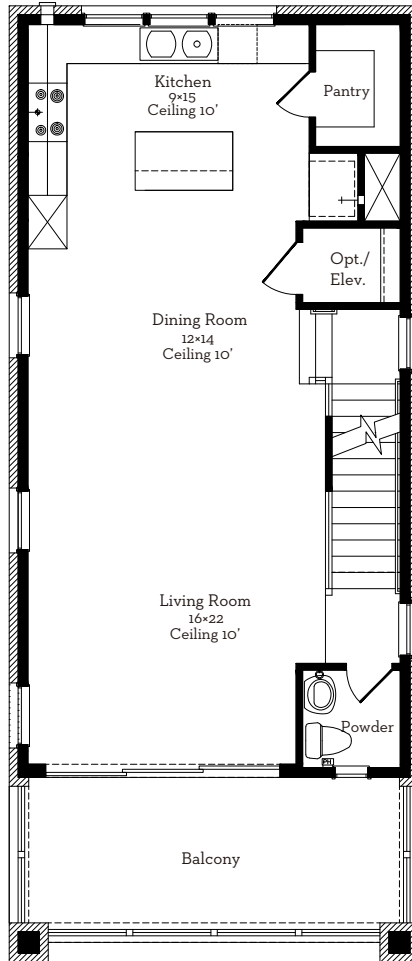 Kitchen
9×15
Ceiling 10'
Pantry
Opt./
Elev.
Dining Room
12×14
Ceiling 10'
Living Room
16×22
Ceiling 10'
Powder
Balcony